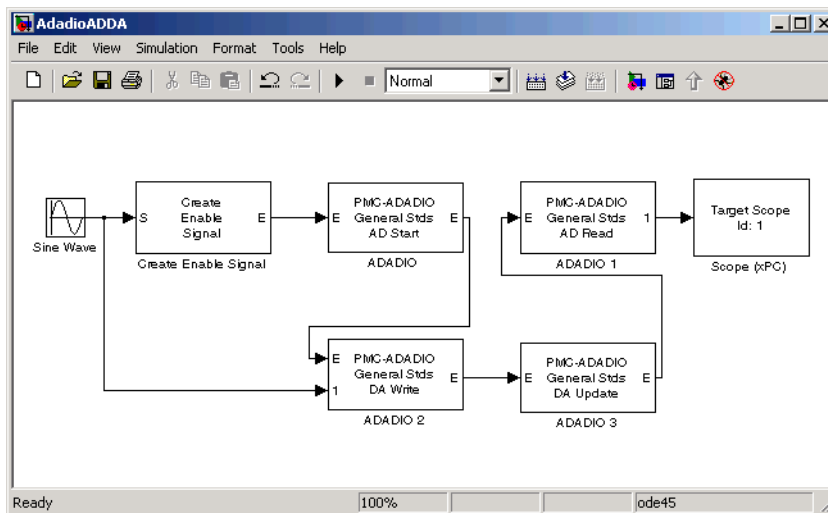 AdadioADDA
File Edit View Simulation Format Tools Help
Normal
Sine Wave
S
Create
Enable
Signal
E
Create Enable Signal
E
PMC-ADADIO
General Stds
AD Start
E
ADADIO
E
PMC-ADADIO
General Stds
AD Read
1
ADADIO 1
Target Scope
Id: 1
Scope (xPC)
E
1
PMC-ADADIO
General Stds
DA Write
E
ADADIO 2
E
PMC-ADADIO
General Stds
DA Update
E
ADADIO 3
Ready 100% ode45